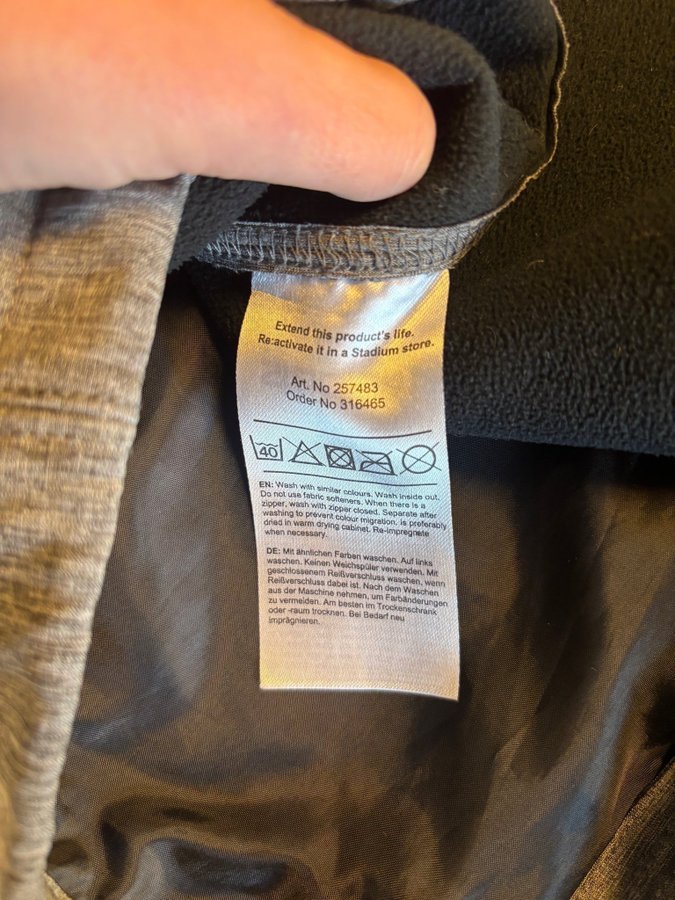 Extend this product's life.
Re:activate it in a Stadium store.
Art. No 257483
Order No 316465
40
EN: Wash with similar colours. Wash inside out.
Do not use fabric softeners. When there is a
zipper, wash with zipper closed. Separate after
washing to prevent colour migration. is preferably
dried in warm drying cabinet. Re-impregnate
when necessary.
DE: Mit ähnlichen Farben waschen. Auf links
waschen. Keinen Weichspüler verwenden. Mit
geschlossenem Reißverschluss waschen, wenn
Reißverschluss dabei ist. Nach dem Waschen
aus der Maschine nehmen, um Farbänderungen
zu vermeiden. Am besten im Trockenschrank
oder -raum trocknen. Bei Bedarf neu
imprägnieren.